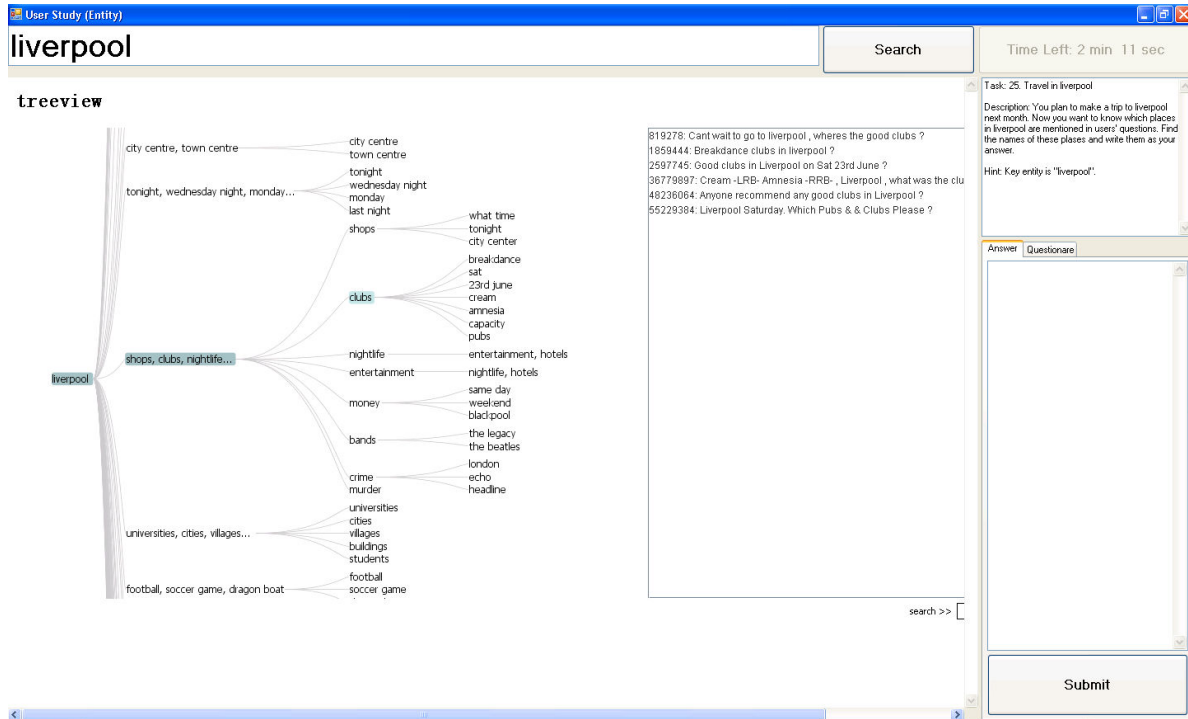 User Study (Entity)
liverpool
Search
Time Left: 2 min 11 sec
treeview
liverpool
city centre, town centre
city centre
town centre
tonight, wednesday night, monday...
tonight
wednesday night
monday
last night
shops, clubs, nightlife...
shops
what time
tonight
city center
clubs
breakdance
sat
23rd june
cream
amnesia
capacity
pubs
nightlife
entertainment, hotels
entertainment
nightlife, hotels
money
same day
weekend
blackpool
bands
the legacy
the beatles
crime
london
echo
headline
murder
universities, cities, villages...
universities
cities
villages
buildings
students
football, soccer game, dragon boat
football
soccer game
819278: Cant wait to go to liverpool , wheres the good clubs ?
1859444: Breakdance clubs in liverpool ?
2597745: Good clubs in Liverpool on Sat 23rd June ?
36779897: Cream -LRB- Amnesia -RRB- , Liverpool , what was the clu
48236064: Anyone recommend any good clubs in Liverpool ?
55229384: Liverpool Saturday. Which Pubs & & Clubs Please ?
search >>
Task: 25. Travel in liverpool
Description: You plan to make a trip to liverpool
next month. Now you want to know which places
in liverpool are mentioned in users' questions. Find
the names of these plases and write them as your
answer.
Hint: Key entity is "liverpool".
Answer
Questionare
Submit